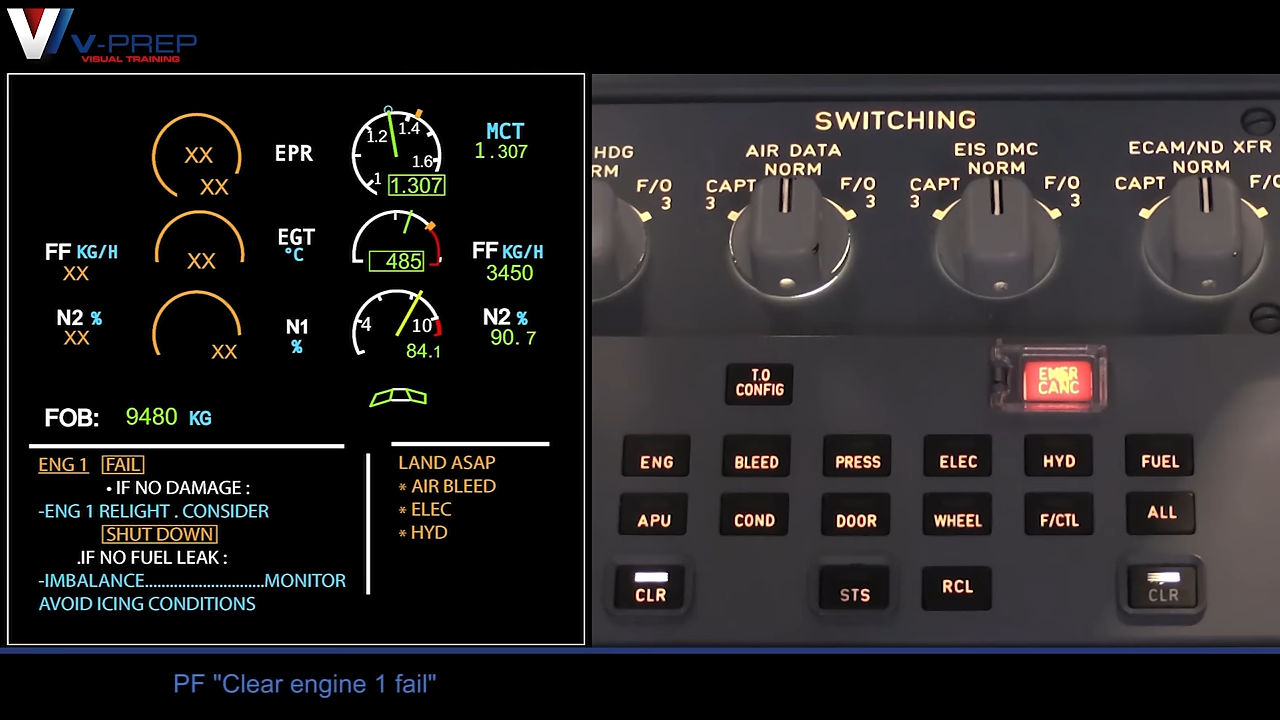 V-PREP
VISUAL TRAINING
XX
XX
EPR
1.2
1.4
1.6
1
1.307
MCT
1.307
FF KG/H
XX
XX
EGT
°C
485
FF KG/H
3450
N2 %
XX
XX
N1
%
4
10
84.1
N2 %
90.7
FOB: 9480 KG
ENG 1 FAIL
• IF NO DAMAGE :
-ENG 1 RELIGHT . CONSIDER
SHUT DOWN
.IF NO FUEL LEAK :
-IMBALANCE.............................MONITOR
AVOID ICING CONDITIONS
LAND ASAP
* AIR BLEED
* ELEC
* HYD
SWITCHING
HDG
RM
F/O
3
AIR DATA
NORM
CAPT
3
F/O
3
EIS DMC
NORM
CAPT
3
F/O
3
ECAM/ND XFR
NORM
CAPT
F/O
T.O
CONFIG
EMER
CANC
ENG BLEED PRESS ELEC HYD FUEL
APU COND DOOR WHEEL F/CTL ALL
CLR STS RCL CLR
PF "Clear engine 1 fail"